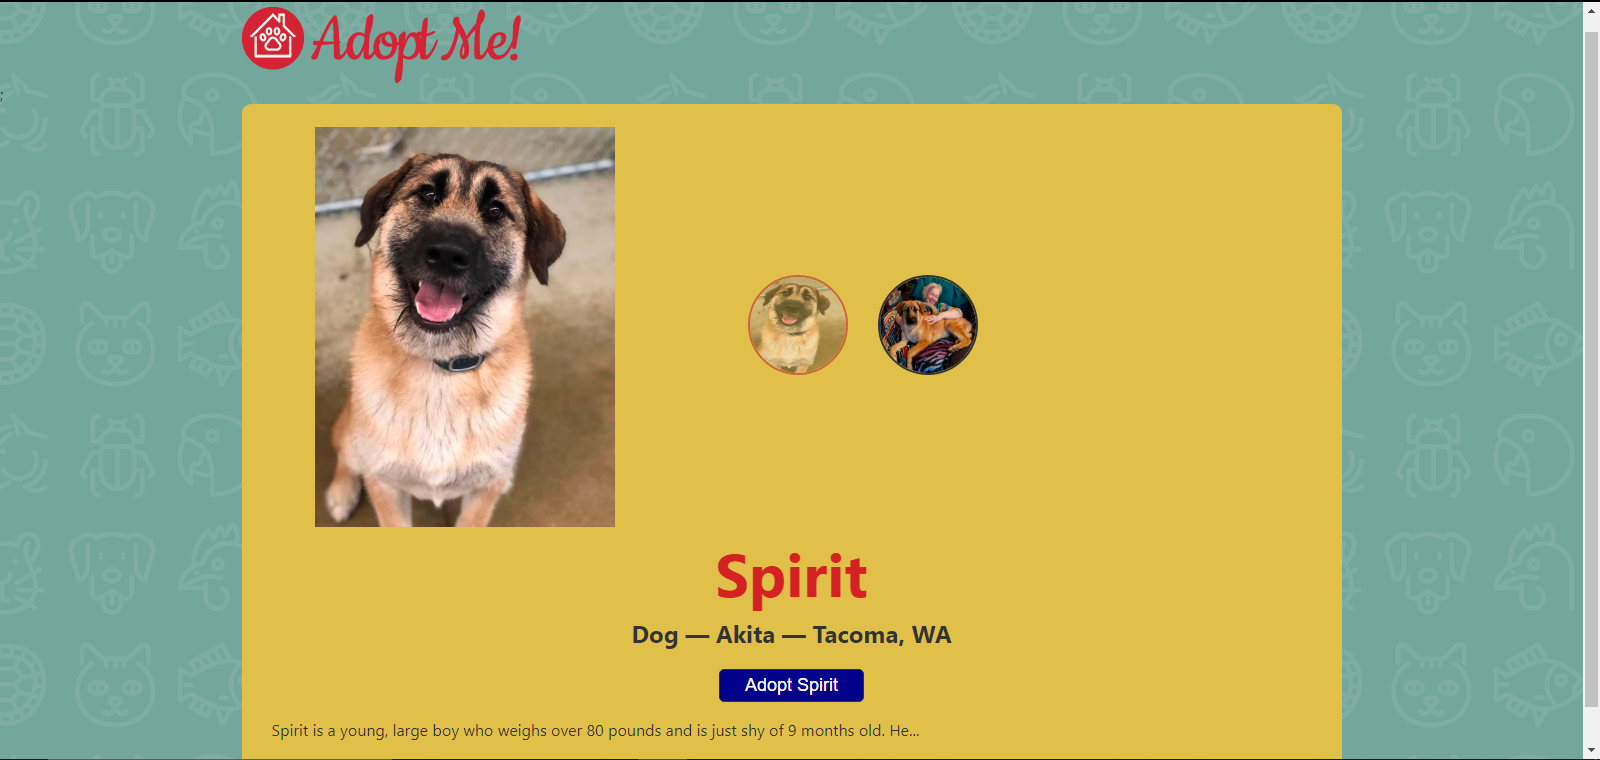 Adopt Me!
;
Spirit
Dog — Akita — Tacoma, WA
Adopt Spirit
Spirit is a young, large boy who weighs over 80 pounds and is just shy of 9 months old. He...